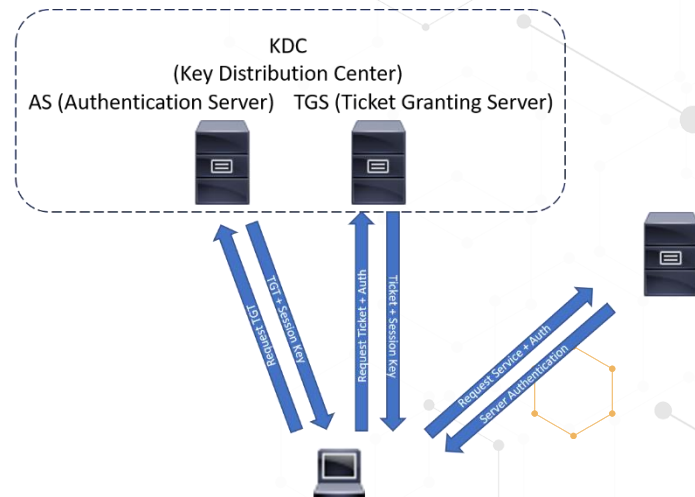 KDC
(Key Distribution Center)
AS (Authentication Server)
TGS (Ticket Granting Server)
Request TGT
TGT + Session Key
Request Ticket + Auth
Ticket + Session Key
Request Service + Auth
Server Authentication